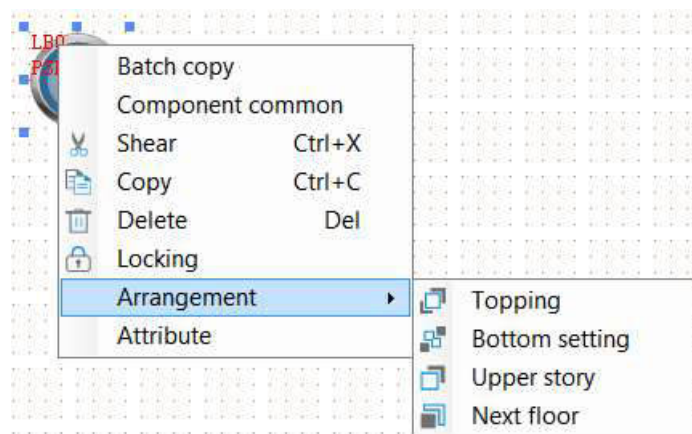 LB0
Batch copy
Component common
Shear Ctrl+X
Copy Ctrl+C
Delete Del
Locking
Arrangement
Attribute
Topping
Bottom setting
Upper story
Next floor